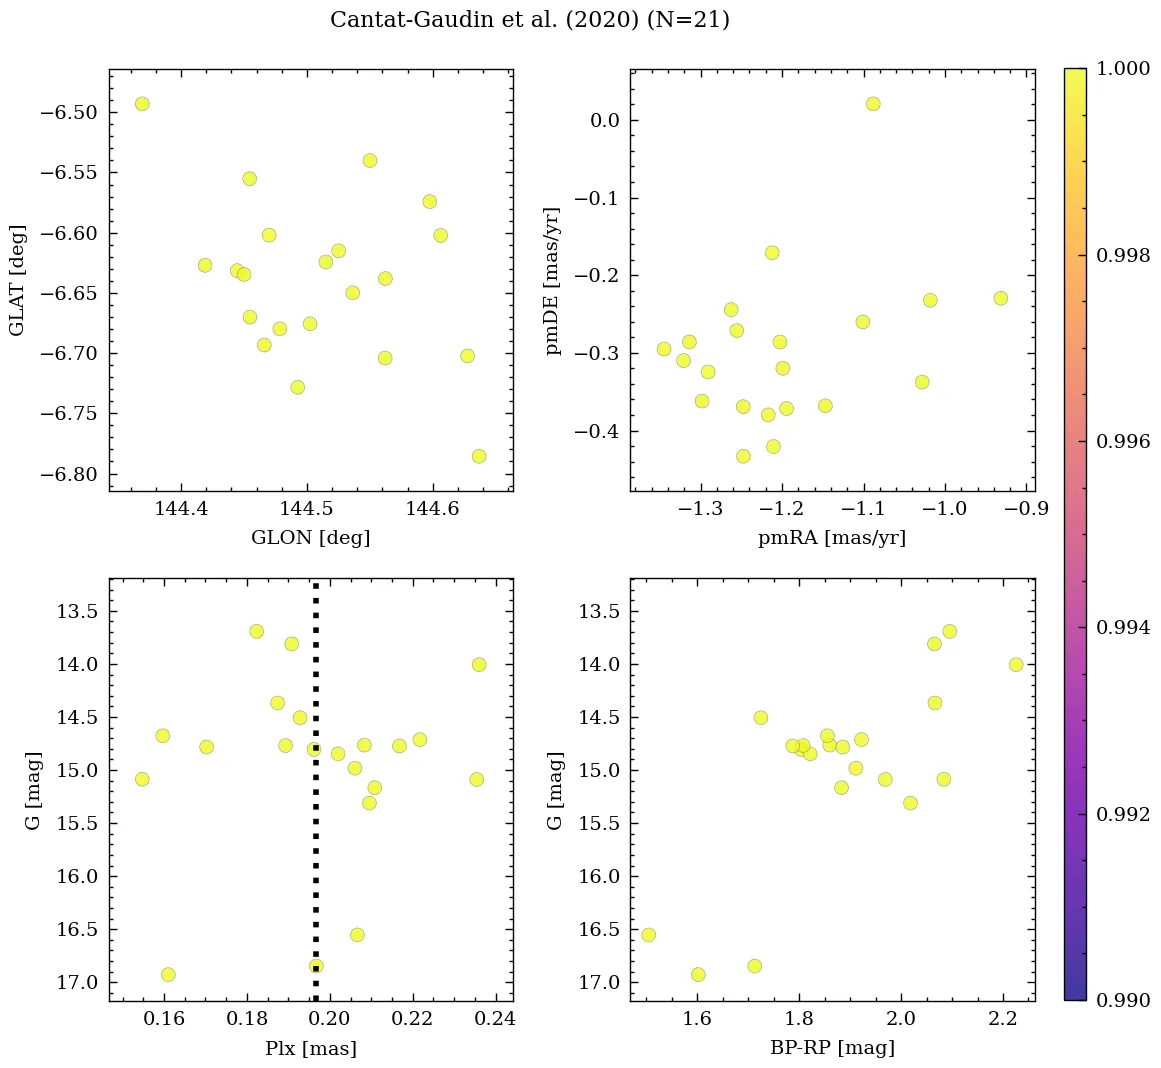 Cantat-Gaudin et al. (2020) (N=21)
−6.50
−6.55
−6.60
−6.65
−6.70
−6.75
−6.80
GLAT [deg]
144.4 144.5 144.6
GLON [deg]
0.0
−0.1
−0.2
−0.3
−0.4
pmDE [mas/yr]
−1.3 −1.2 −1.1 −1.0 −0.9
pmRA [mas/yr]
13.5
14.0
14.5
15.0
15.5
16.0
16.5
17.0
G [mag]
0.16 0.18 0.20 0.22 0.24
Plx [mas]
13.5
14.0
14.5
15.0
15.5
16.0
16.5
17.0
G [mag]
1.6 1.8 2.0 2.2
BP-RP [mag]
1.000
0.998
0.996
0.994
0.992
0.990